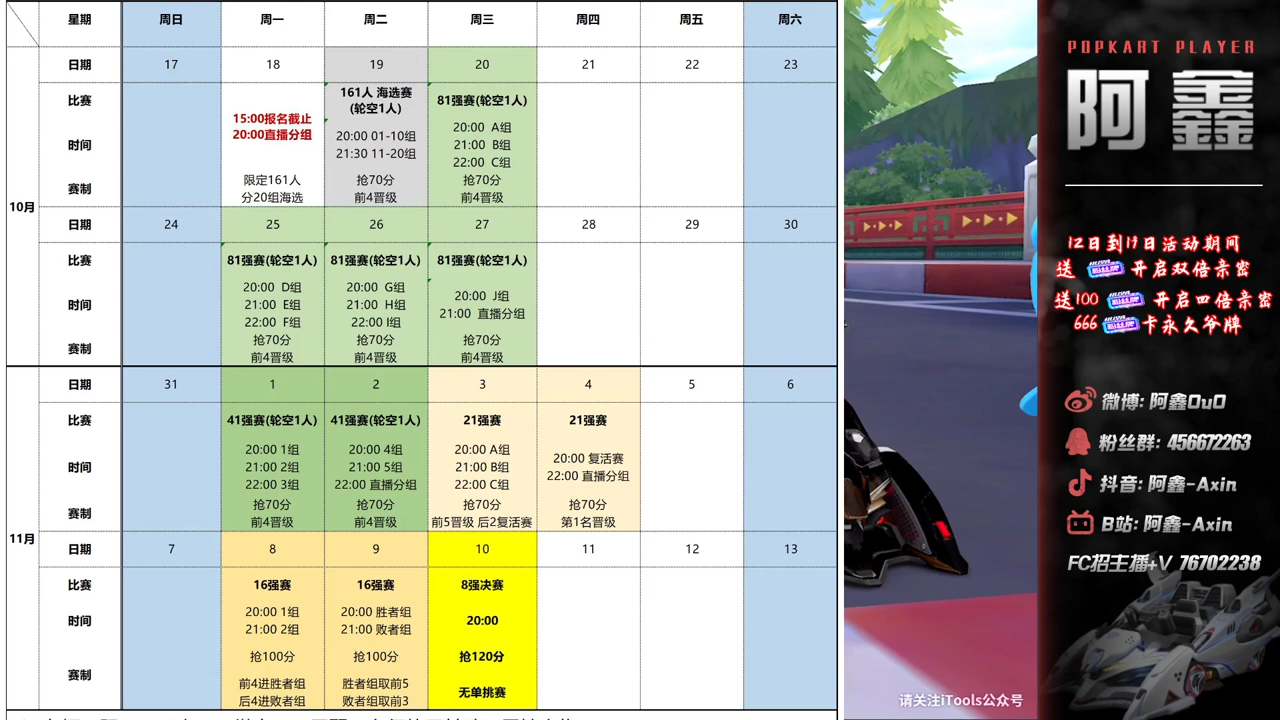 星期 周日 周一 周二 周三 周四 周五 周六
10月
日期 17 18 19 20 21 22 23
比赛
时间
赛制
15:00报名截止
20:00直播分组
限定161人
分20组海选
161人 海选赛
(轮空1人)
20:00 01-10组
21:30 11-20组
抢70分
前4晋级
81强赛(轮空1人)
20:00 A组
21:00 B组
22:00 C组
抢70分
前4晋级
日期 24 25 26 27 28 29 30
比赛
时间
赛制
81强赛(轮空1人)
20:00 D组
21:00 E组
22:00 F组
抢70分
前4晋级
81强赛(轮空1人)
20:00 G组
21:00 H组
22:00 I组
抢70分
前4晋级
81强赛(轮空1人)
20:00 J组
21:00 直播分组
抢70分
前4晋级
11月
日期 31 1 2 3 4 5 6
比赛
时间
赛制
41强赛(轮空1人)
20:00 1组
21:00 2组
22:00 3组
抢70分
前4晋级
41强赛(轮空1人)
20:00 4组
21:00 5组
22:00 直播分组
抢70分
前4晋级
21强赛
20:00 A组
21:00 B组
22:00 C组
抢70分
前5晋级 后2复活赛
21强赛
20:00 复活赛
22:00 直播分组
抢70分
第1名晋级
日期 7 8 9 10 11 12 13
比赛
时间
赛制
16强赛
20:00 1组
21:00 2组
抢100分
前4进胜者组
后4进败者组
16强赛
20:00 胜者组
21:00 败者组
抢100分
胜者组取前5
败者组取前3
8强决赛
20:00
抢120分
无单挑赛
POPKART PLAYER
阿鑫
12日到19日活动期间
送 粉丝牌 开启双倍亲密
送100 粉丝牌 开启四倍亲密
666 粉丝牌 卡永久爷牌
微博: 阿鑫OuO
粉丝群: 456672263
抖音: 阿鑫-Axin
B站: 阿鑫-Axin
FC招主播+V 76702238
请关注iTools公众号